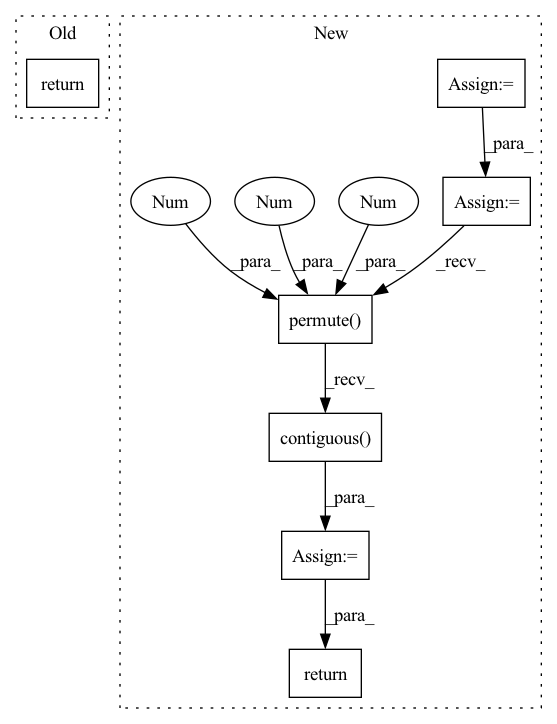 Old
New
return
Assign:=
_para_
Num
Num
Num
Assign:=
_para_
_para_
_para_
_recv_
permute()
_recv_
contiguous()
_para_
Assign:=
_para_
return